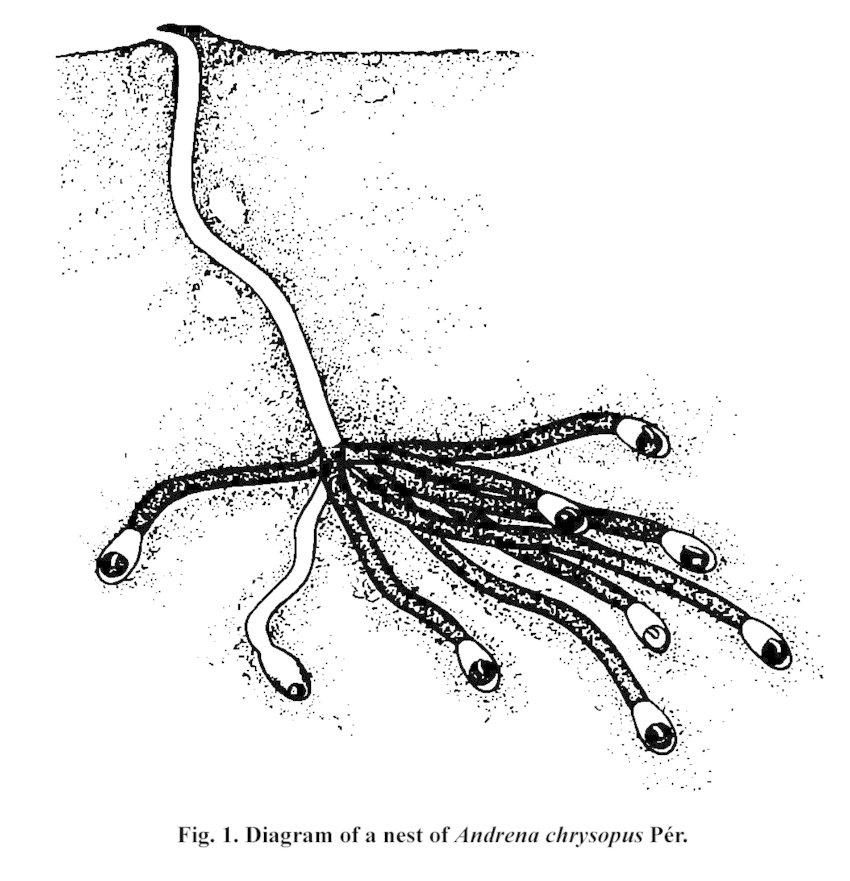 Fig. 1. Diagram of a nest of Andrena chrysopus Pér.